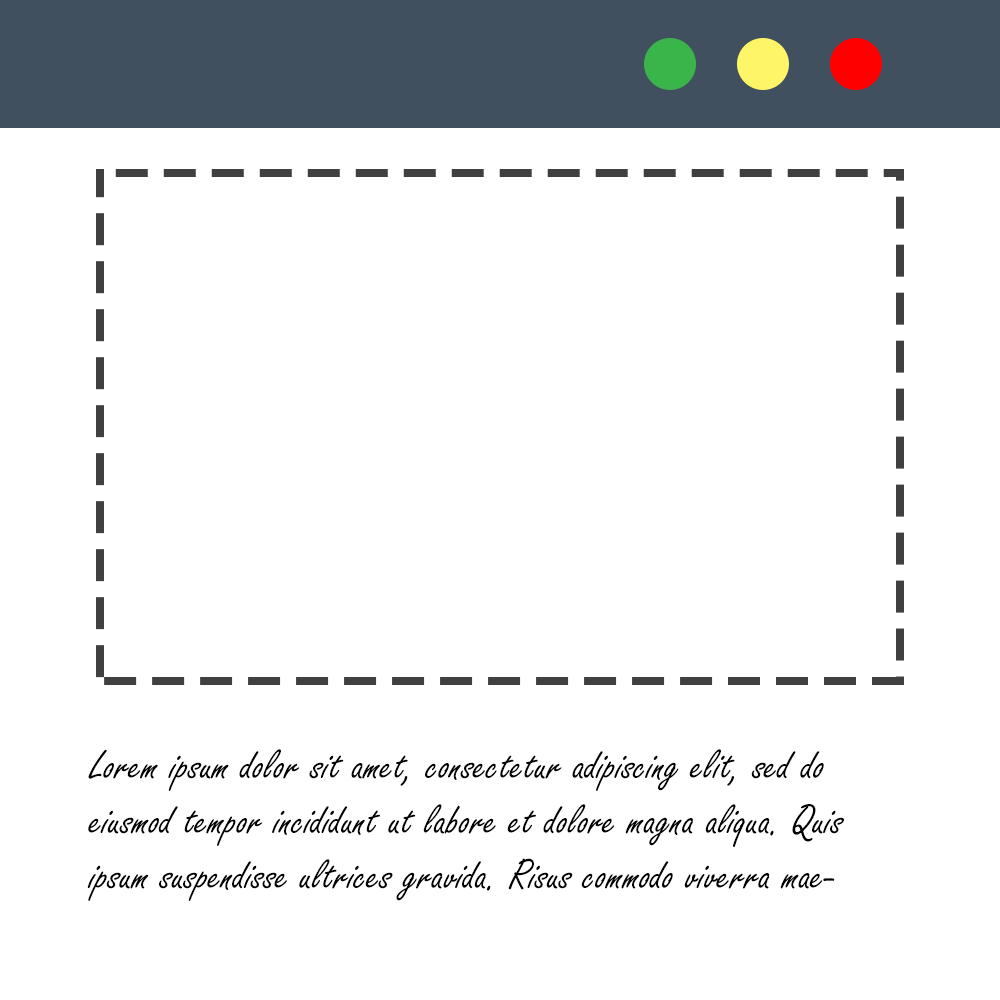 Lorem ipsum dolor sit amet, consectetur adipiscing elit, sed do
eiusmod tempor incididunt ut labore et dolore magna aliqua. Quis
ipsum suspendisse ultrices gravida. Risus commodo viverra mae-